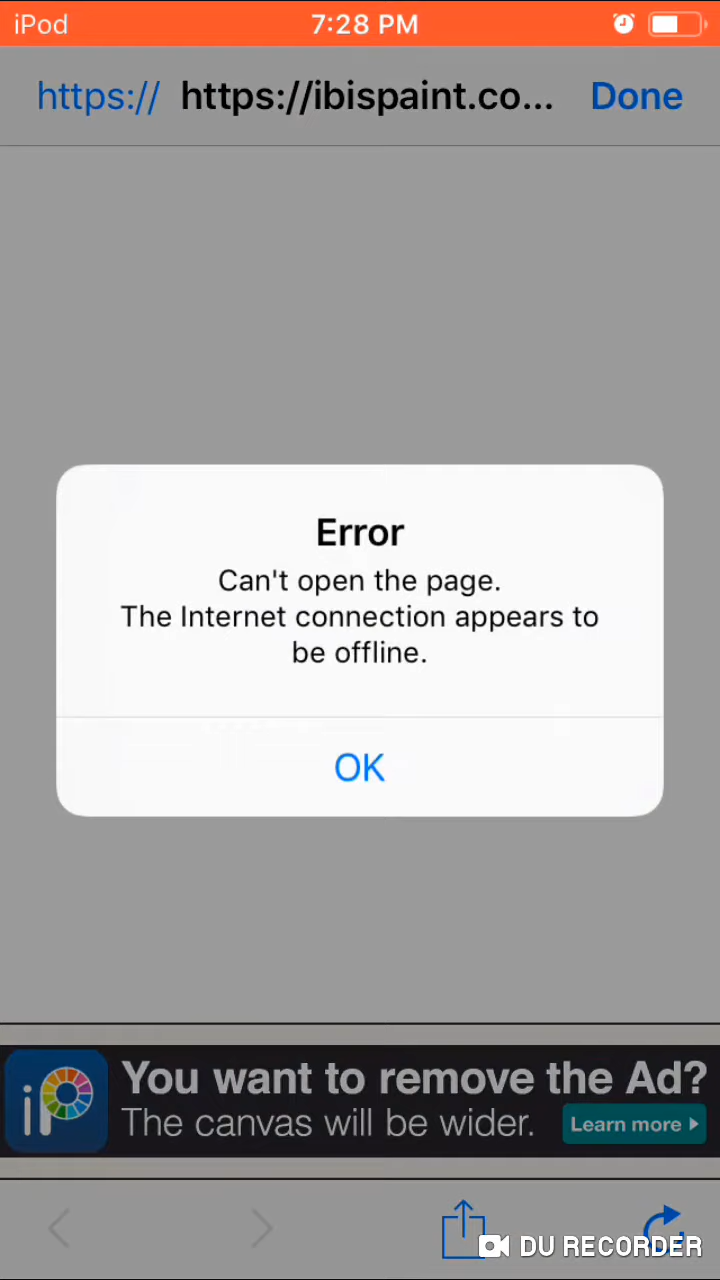 iPod 7:28 PM
https:// https://ibispaint.co... Done
Error
Can't open the page.
The Internet connection appears to
be offline.
OK
iP
You want to remove the Ad?
The canvas will be wider. Learn more
DU RECORDER